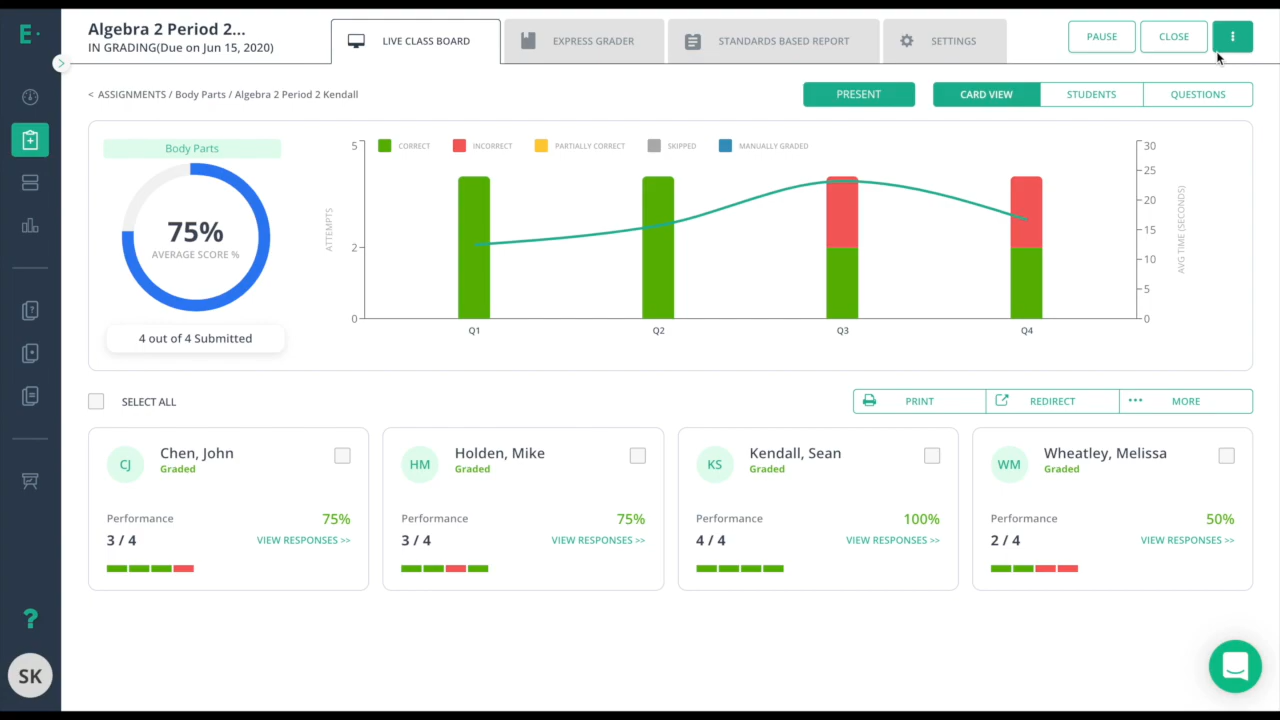 E·
Algebra 2 Period 2...
IN GRADING(Due on Jun 15, 2020)
LIVE CLASS BOARD
EXPRESS GRADER
STANDARDS BASED REPORT
SETTINGS
PAUSE
CLOSE
< ASSIGNMENTS / Body Parts / Algebra 2 Period 2 Kendall
PRESENT
CARD VIEW
STUDENTS
QUESTIONS
Body Parts
75%
AVERAGE SCORE %
4 out of 4 Submitted
CORRECT
INCORRECT
PARTIALLY CORRECT
SKIPPED
MANUALLY GRADED
ATTEMPTS
5
2
0
Q1
Q2
Q3
Q4
30
25
20
15
10
5
0
AVG TIME (SECONDS)
SELECT ALL
PRINT
REDIRECT
MORE
CJ
Chen, John
Graded
Performance
75%
3 / 4
VIEW RESPONSES >>
HM
Holden, Mike
Graded
Performance
75%
3 / 4
VIEW RESPONSES >>
KS
Kendall, Sean
Graded
Performance
100%
4 / 4
VIEW RESPONSES >>
WM
Wheatley, Melissa
Graded
Performance
50%
2 / 4
VIEW RESPONSES >>
?
SK